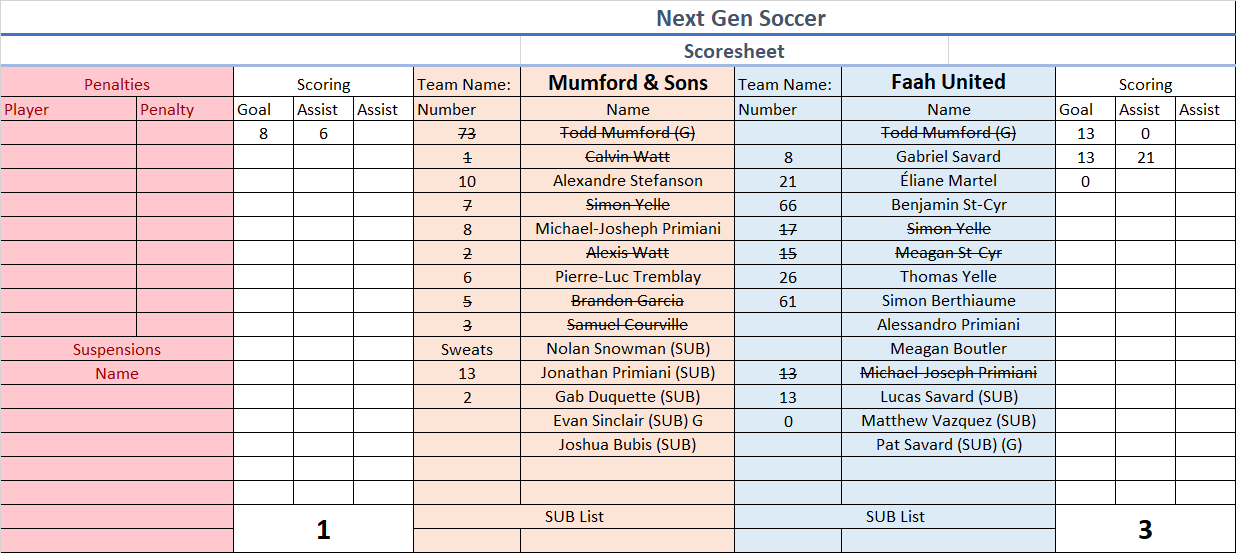 Next Gen Soccer
Scoresheet
Penalties Scoring Team Name: Mumford & Sons Team Name: Faah United Scoring
Player Penalty Goal Assist Assist Number Name Number Name Goal Assist Assist
8 6 73 Todd Mumford (G) Todd Mumford (G) 13 0
1 Calvin Watt 8 Gabriel Savard 13 21
10 Alexandre Stefanson 21 Éliane Martel 0
7 Simon Yelle 66 Benjamin St-Cyr
8 Michael-Josheph Primiani 17 Simon Yelle
2 Alexis Watt 15 Meagan St-Cyr
6 Pierre-Luc Tremblay 26 Thomas Yelle
5 Brandon Garcia 61 Simon Berthiaume
3 Samuel Courville Alessandro Primiani
Suspensions Sweats Nolan Snowman (SUB) Meagan Boutler
Name 13 Jonathan Primiani (SUB) 13 Michael-Joseph Primiani
2 Gab Duquette (SUB) 13 Lucas Savard (SUB)
Evan Sinclair (SUB) G 0 Matthew Vazquez (SUB)
Joshua Bubis (SUB) Pat Savard (SUB) (G)
1 SUB List SUB List 3